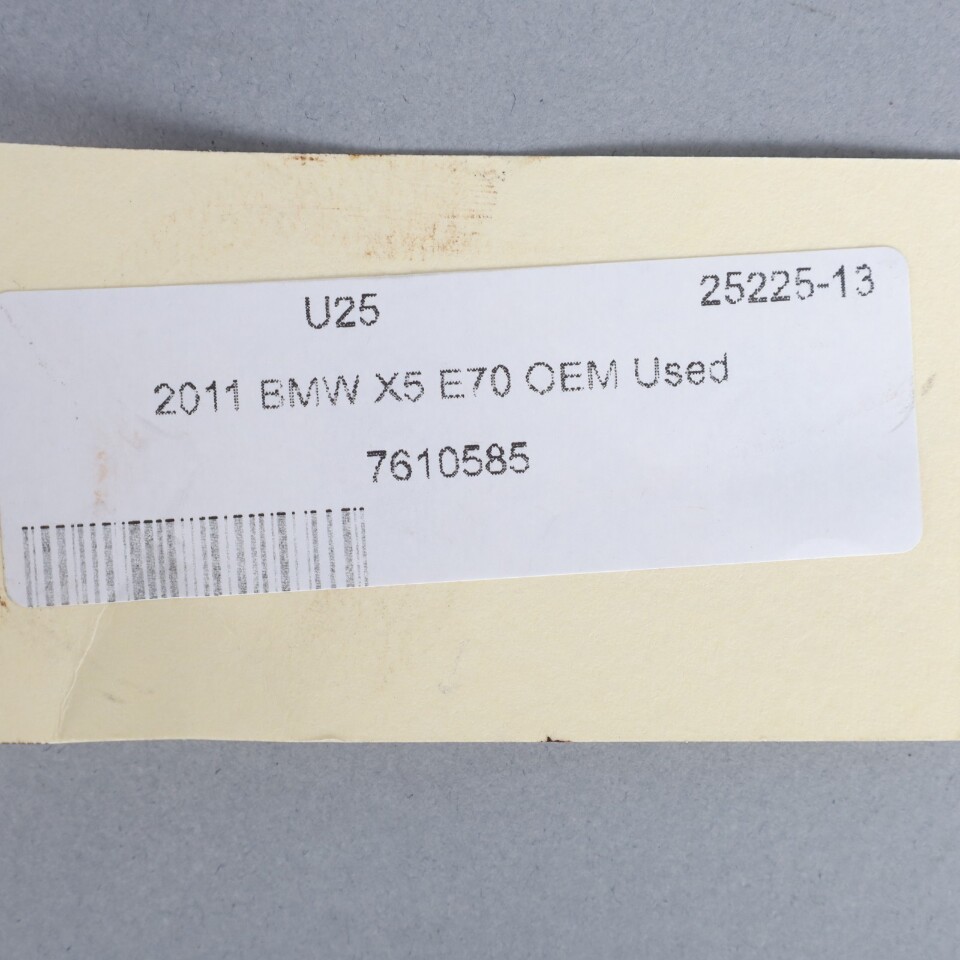 U25 25225-13
2011 BMW X5 E70 OEM Used
7610585